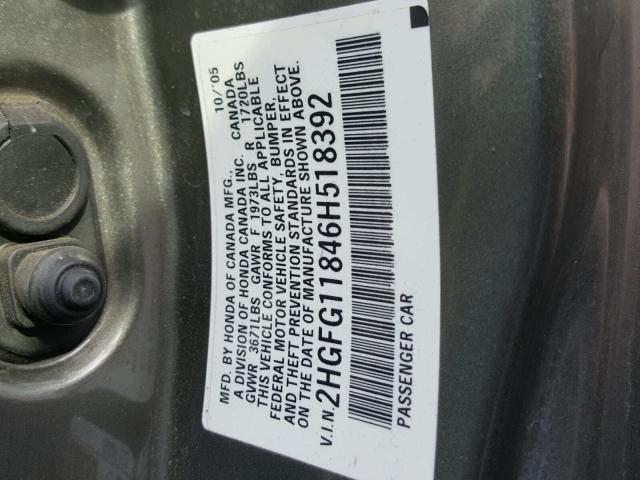 MFD. BY HONDA OF CANADA MFG., 10/'05
A DIVISION OF HONDA CANADA INC. CANADA
GVWR 3671LBS GAWR F 1973LBS R 1720LBS
THIS VEHICLE CONFORMS TO ALL APPLICABLE
FEDERAL MOTOR VEHICLE SAFETY, BUMPER,
AND THEFT PREVENTION STANDARDS IN EFFECT
ON THE DATE OF MANUFACTURE SHOWN ABOVE.
V.I.N. 2HGFG11846H518392
PASSENGER CAR